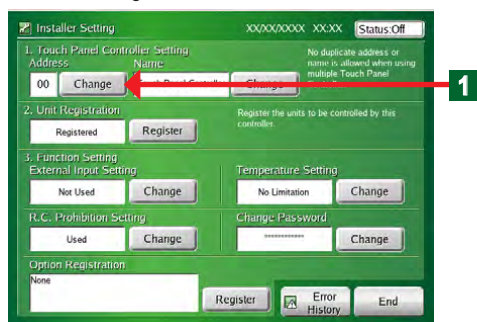 Installer Setting XX/XX/XXXX XX:XX Status:Off
1. Touch Panel Controller Setting
Address Name
No duplicate address or
name is allowed when using
multiple Touch Panel
00 Change Touch Panel Controller Change
1
2. Unit Registration
Register the units to be controlled by this
controller.
Registered Register
3. Function Setting
External Input Setting Temperature Setting
Not Used Change No Limitation Change
R.C. Prohibition Setting Change Password
Used Change ************ Change
Option Registration
None
Register Error
History End